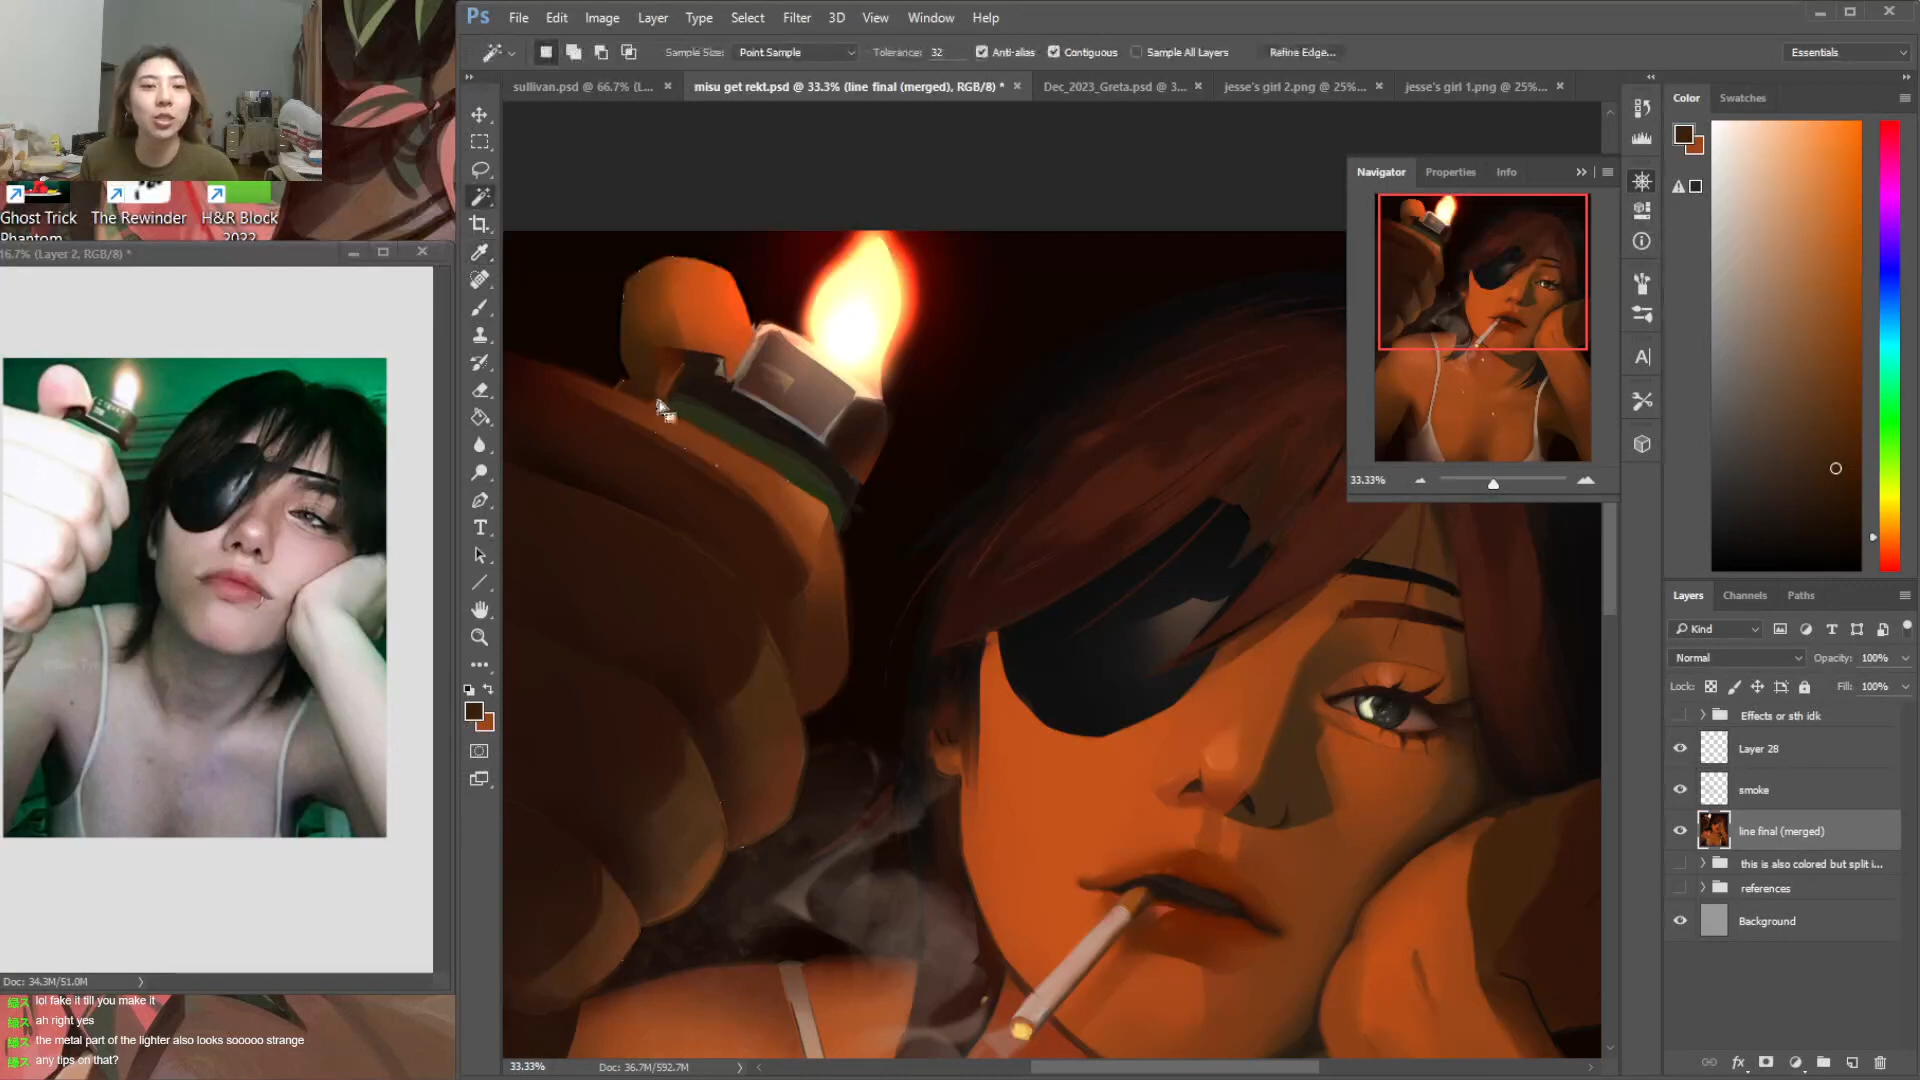 Ps File Edit Image Layer Type Select Filter 3D View Window Help
Sample Size: Point Sample Tolerance: 32 Anti-alias Contiguous Sample All Layers Refine Edge... Essentials
sullivan.psd @ 66.7% (L... misu get rekt.psd @ 33.3% (line final (merged), RGB/8) * Dec_2023_Greta.psd @ 3... jesse's girl 2.png @ 25%... jesse's girl 1.png @ 25%...
Color Swatches
Navigator Properties Info
33.33%
Ghost Trick The Rewinder H&R Block
Phantom 2022
16.7% (Layer 2, RGB/8) *
Layers Channels Paths
Kind
Normal Opacity: 100%
Lock: Fill: 100%
Effects or sth idk
Layer 28
smoke
line final (merged)
this is also colored but split i...
references
Background
Doc: 34.3M/51.0M
lol fake it till you make it
ah right yes
the metal part of the lighter also looks sooooo strange
any tips on that?
33.33% Doc: 36.7M/592.7M